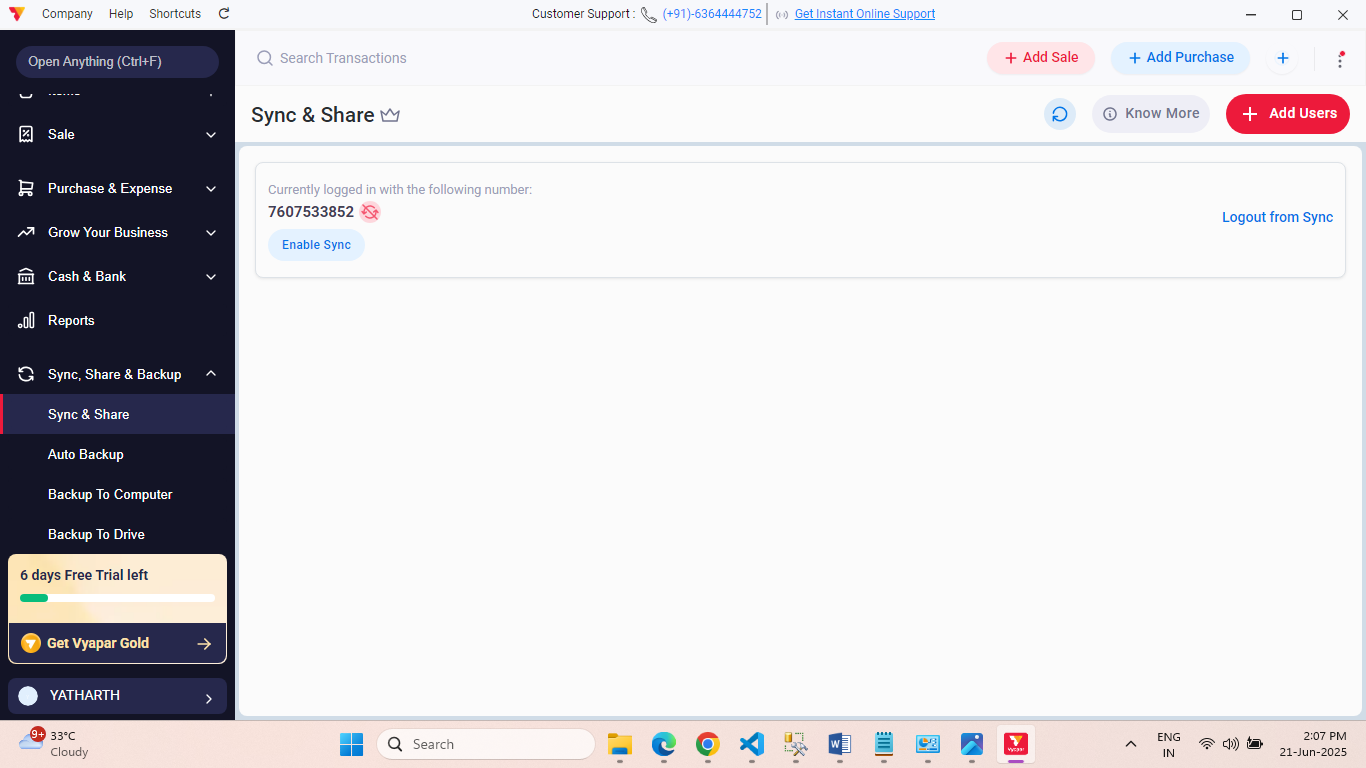 Company Help Shortcuts
Customer Support : (+91)-6364444752 Get Instant Online Support
Open Anything (Ctrl+F)
Search Transactions
Add Sale
Add Purchase
Items
Sale
Purchase & Expense
Grow Your Business
Cash & Bank
Reports
Sync, Share & Backup
Sync & Share
Auto Backup
Backup To Computer
Backup To Drive
6 days Free Trial left
Get Vyapar Gold
YATHARTH
Sync & Share
Know More
Add Users
Currently logged in with the following number:
7607533852
Enable Sync
Logout from Sync
9+
33°C
Cloudy
Search
Vyapar
ENG
IN
2:07 PM
21-Jun-2025